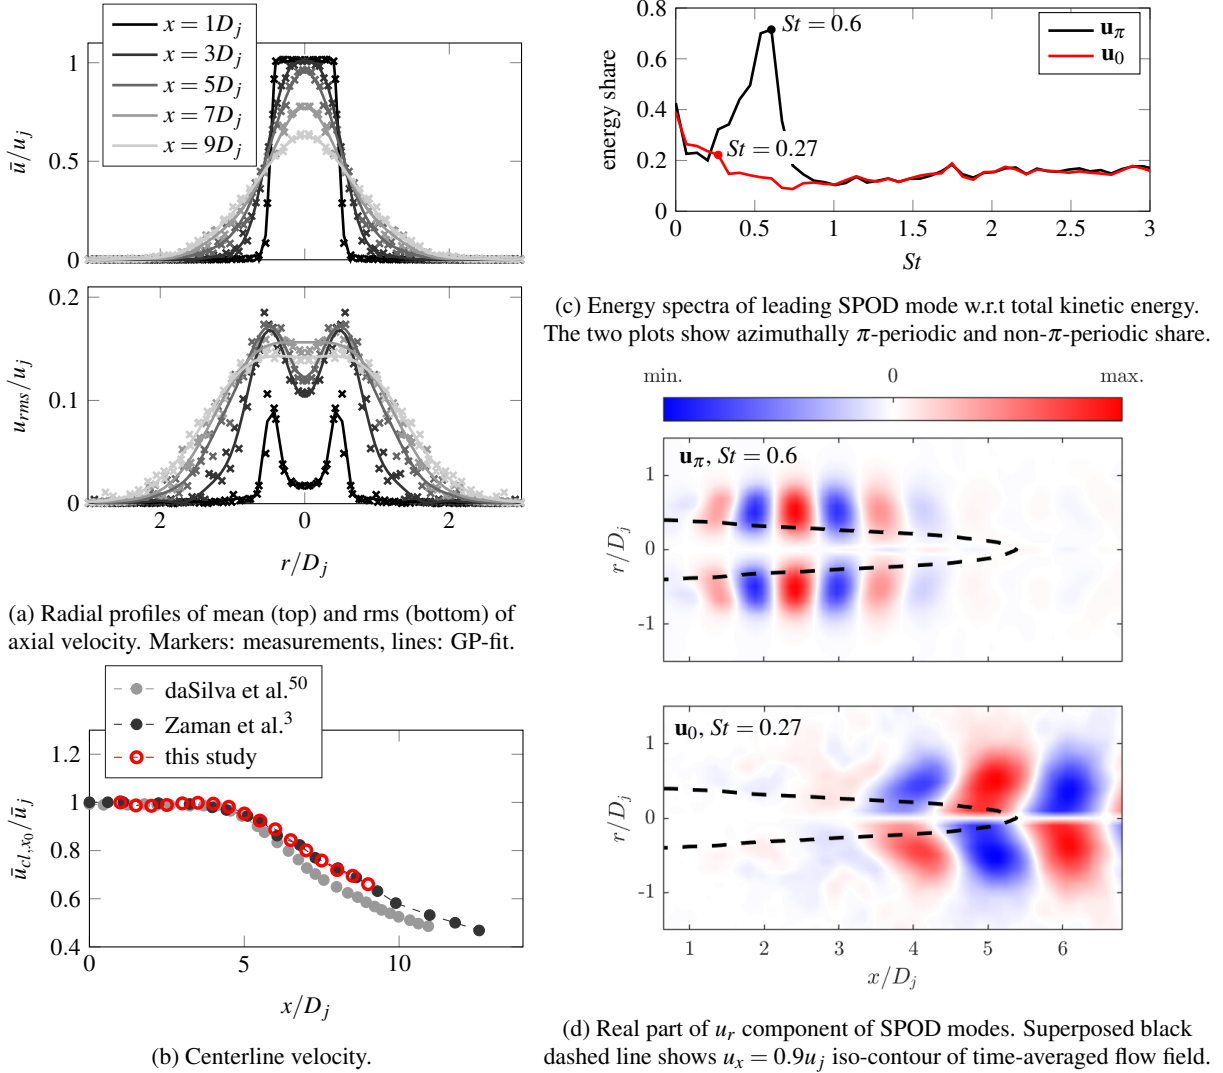 x = 1D_j
x = 3D_j
x = 5D_j
x = 7D_j
x = 9D_j
1
0.5
0
ū/u_j
0.2
0.1
0
u_rms/u_j
2 0 2
r/D_j
(a) Radial profiles of mean (top) and rms (bottom) of
axial velocity. Markers: measurements, lines: GP-fit.
daSilva et al.⁵⁰
Zaman et al.³
this study
1.2
1
0.8
0.6
0.4
ū_cl,x₀/ū_j
0 5 10
x/D_j
(b) Centerline velocity.
0.8
0.6
0.4
0.2
0
energy share
St = 0.6
St = 0.27
u_π
u_0
0 0.5 1 1.5 2 2.5 3
St
(c) Energy spectra of leading SPOD mode w.r.t total kinetic energy.
The two plots show azimuthally π-periodic and non-π-periodic share.
min. 0 max.
u_π, St = 0.6
1
0
-1
r/D_j
u_0, St = 0.27
1
0
-1
r/D_j
1 2 3 4 5 6
x/D_j
(d) Real part of u_r component of SPOD modes. Superposed black
dashed line shows u_x = 0.9u_j iso-contour of time-averaged flow field.